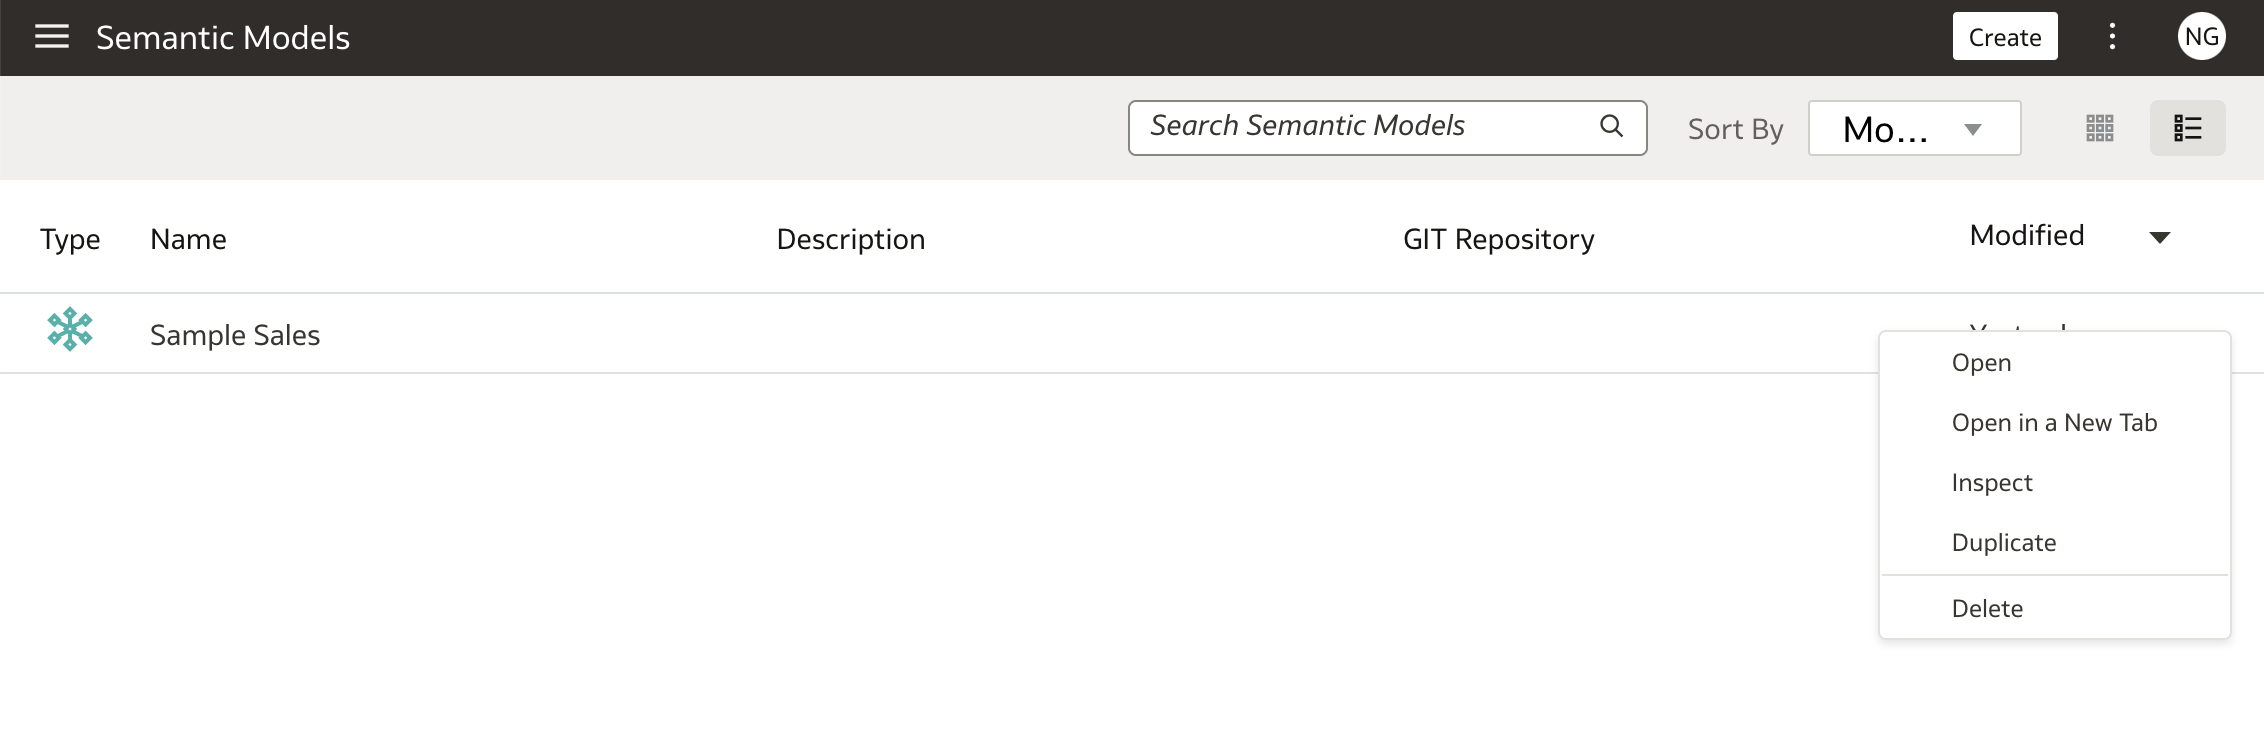 Semantic Models
Create
NG
Search Semantic Models
Sort By
Mo...
Type Name Description GIT Repository Modified
Sample Sales
Open
Open in a New Tab
Inspect
Duplicate
Delete